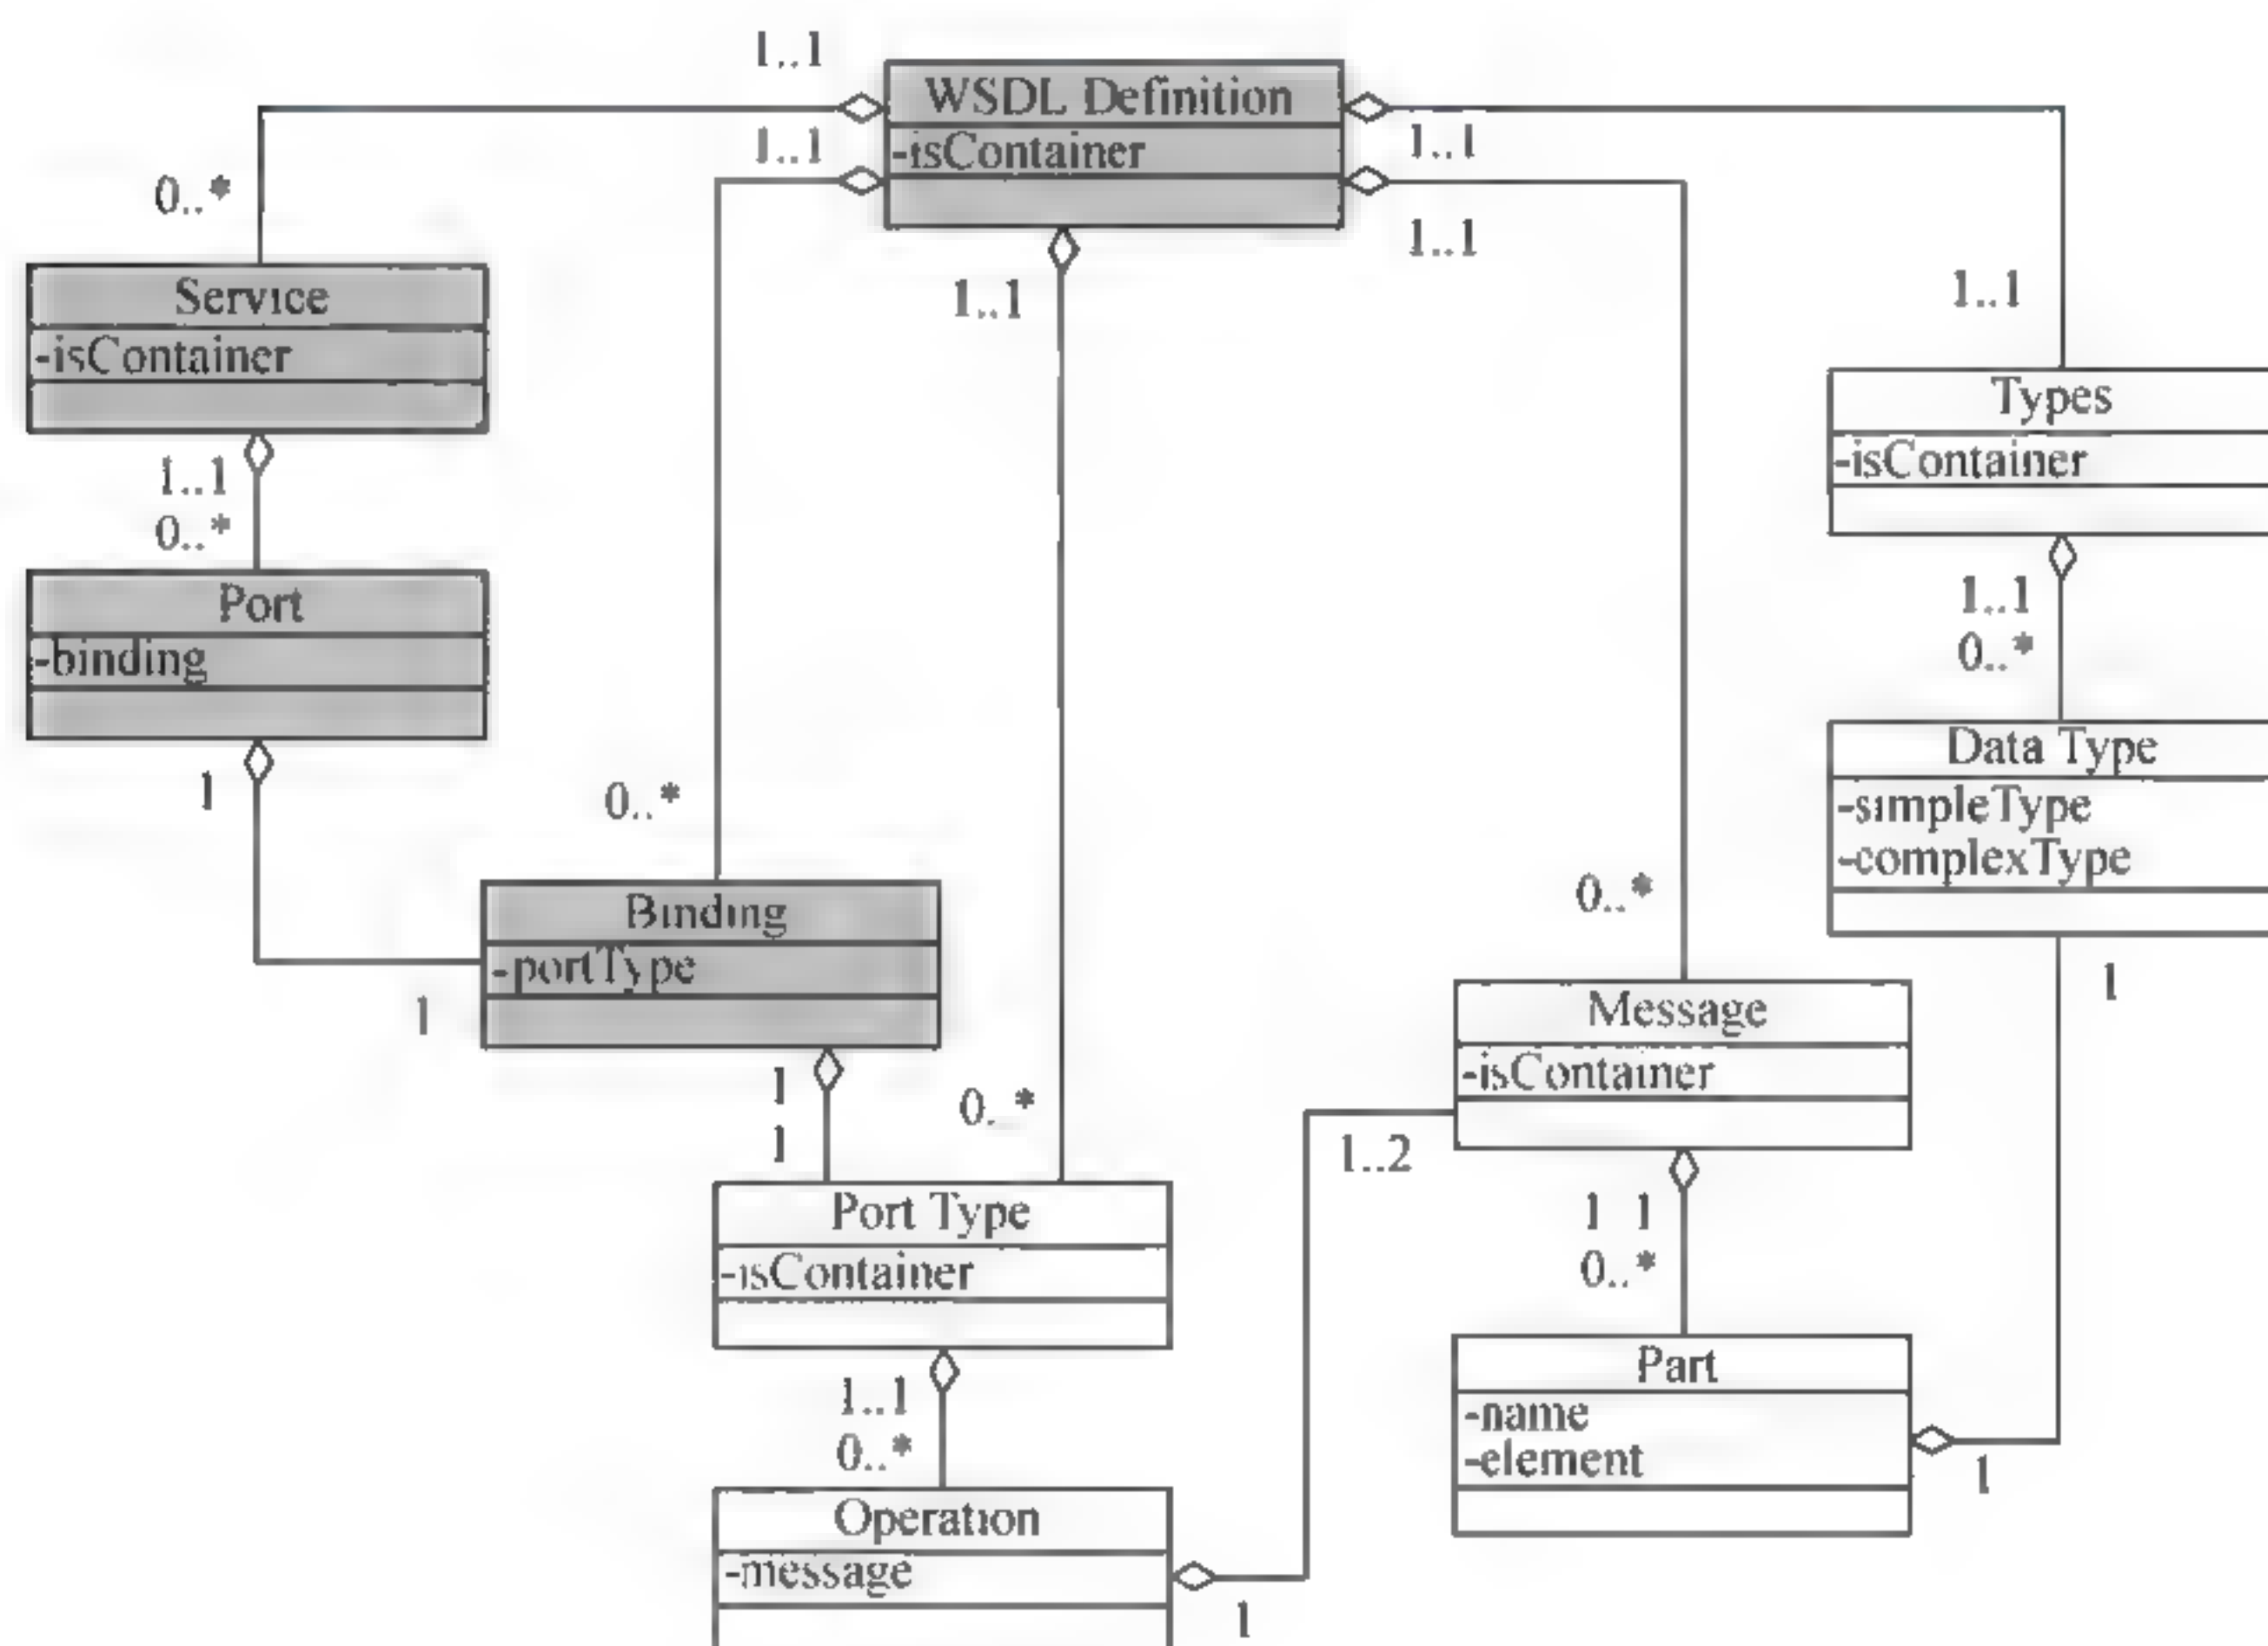 1..1
WSDL Definition
-isContainer
1..1
1..1
1..1
1..1
0..*
Service
-isContainer
1..1
0..*
Port
-binding
1
1
0..*
Binding
-portType
1
1
0..*
Port Type
-isContainer
1..1
0..*
Operation
-message
1
1..2
0..*
Message
-isContainer
1 1
0..*
Part
-name
-element
1
1..1
Types
-isContainer
1..1
0..*
Data Type
-simpleType
-complexType
1